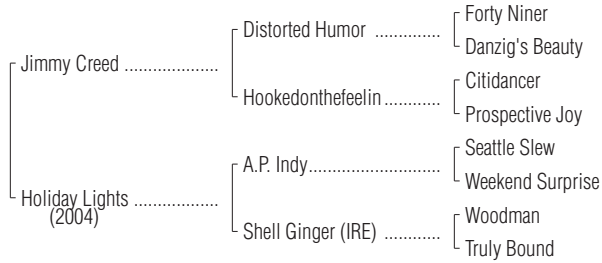 Forty Niner
Distorted Humor ..............
Danzig's Beauty
Jimmy Creed ....................
Citidancer
Hookedonthefeelin ............
Prospective Joy
Seattle Slew
A.P. Indy............................
Weekend Surprise
Holiday Lights ..................
(2004)
Woodman
Shell Ginger (IRE) ............
Truly Bound